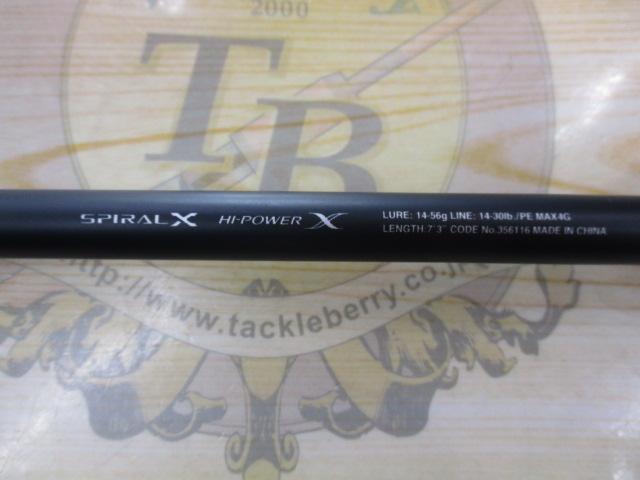 2000
TB
SPIRAL X HI-POWER X LURE: 14-56g LINE: 14-30lb./PE MAX4G
LENGTH 7'3" CODE No.356116 MADE IN CHINA
http://www.tackleberry.co.jp